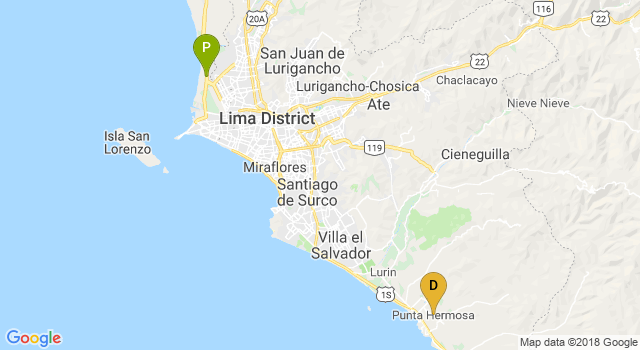 116
20A
P
San Juan de
Lurigancho
22
22
Chaclacayo
Lurigancho-Chosica
Ate
Nieve Nieve
Lima District
Isla San
Lorenzo
119
Cieneguilla
Miraflores
Santiago
de Surco
Villa el
Salvador
Lurin
1S
D
Punta Hermosa
Google
Map data ©2018 Google